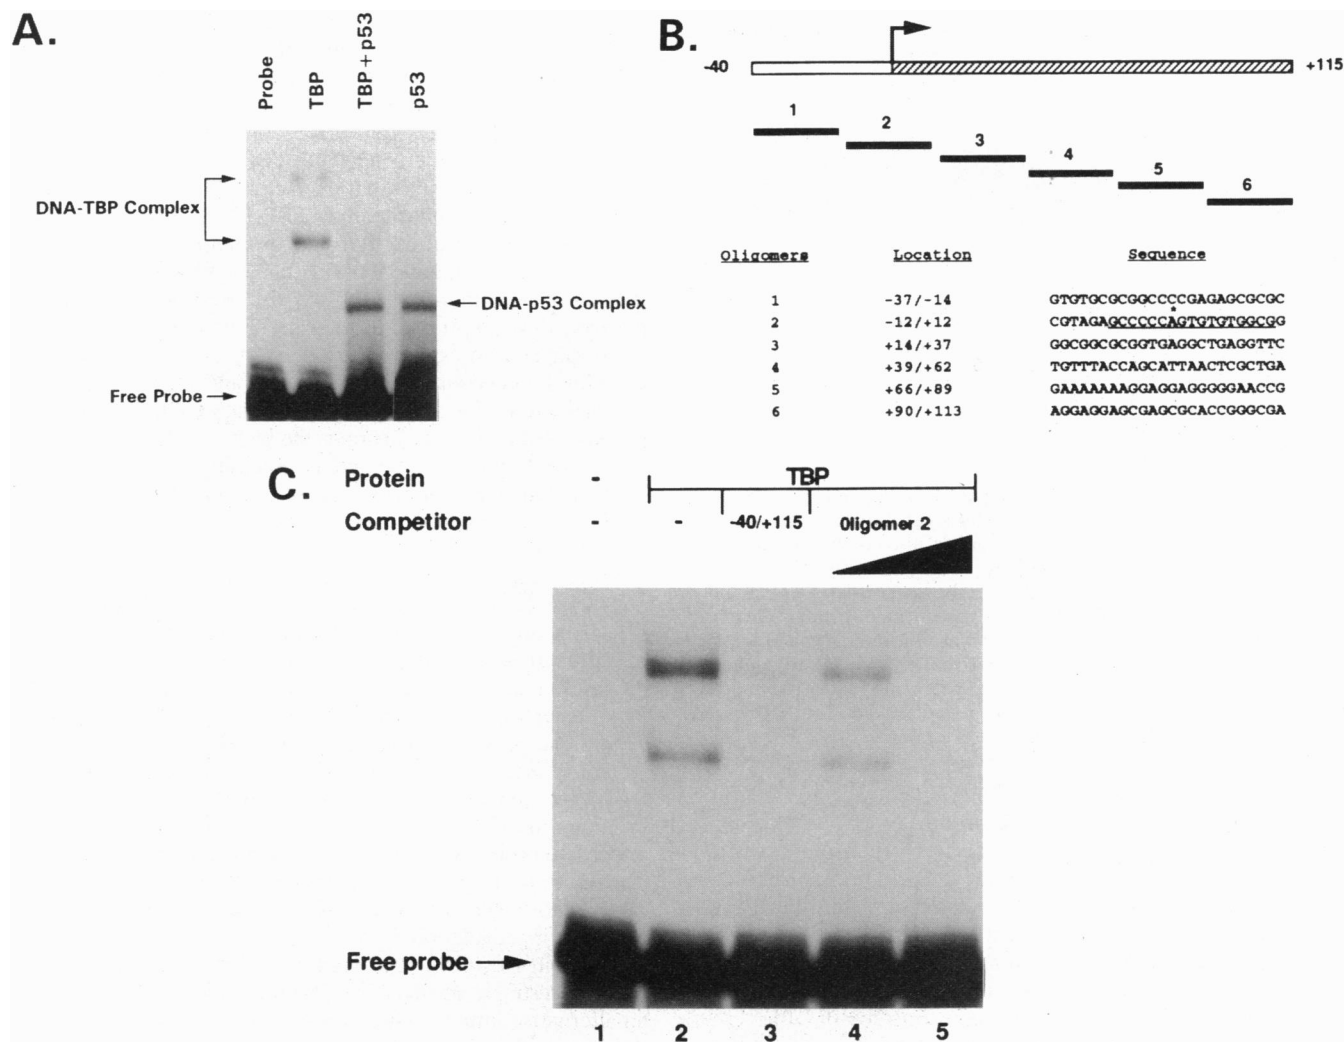 A.
Probe
TBP
TBP+p53
p53
DNA-TBP Complex
DNA-p53 Complex
Free Probe
B.
-40
+115
1
2
3
4
5
6
Oligomers Location Sequence
1 -37/-14 GTGTGCGCGGCCCCCGAGAGCGCGC
2 -12/+12 CGTAGAGCCCCCAGTGTGTGGCGG
*
3 +14/+37 GGCGGCGCGGTGAGGCTGAGGTTC
4 +39/+62 TGTTTACCAGCATTAACTCGCTGA
5 +66/+89 GAAAAAAAGGAGGAGGGGGAACCG
6 +90/+113 AGGAGGAGCGAGCGCACCGGGCGA
C.
Protein - TBP
Competitor - - -40/+115 Oligomer 2
Free probe
1 2 3 4 5